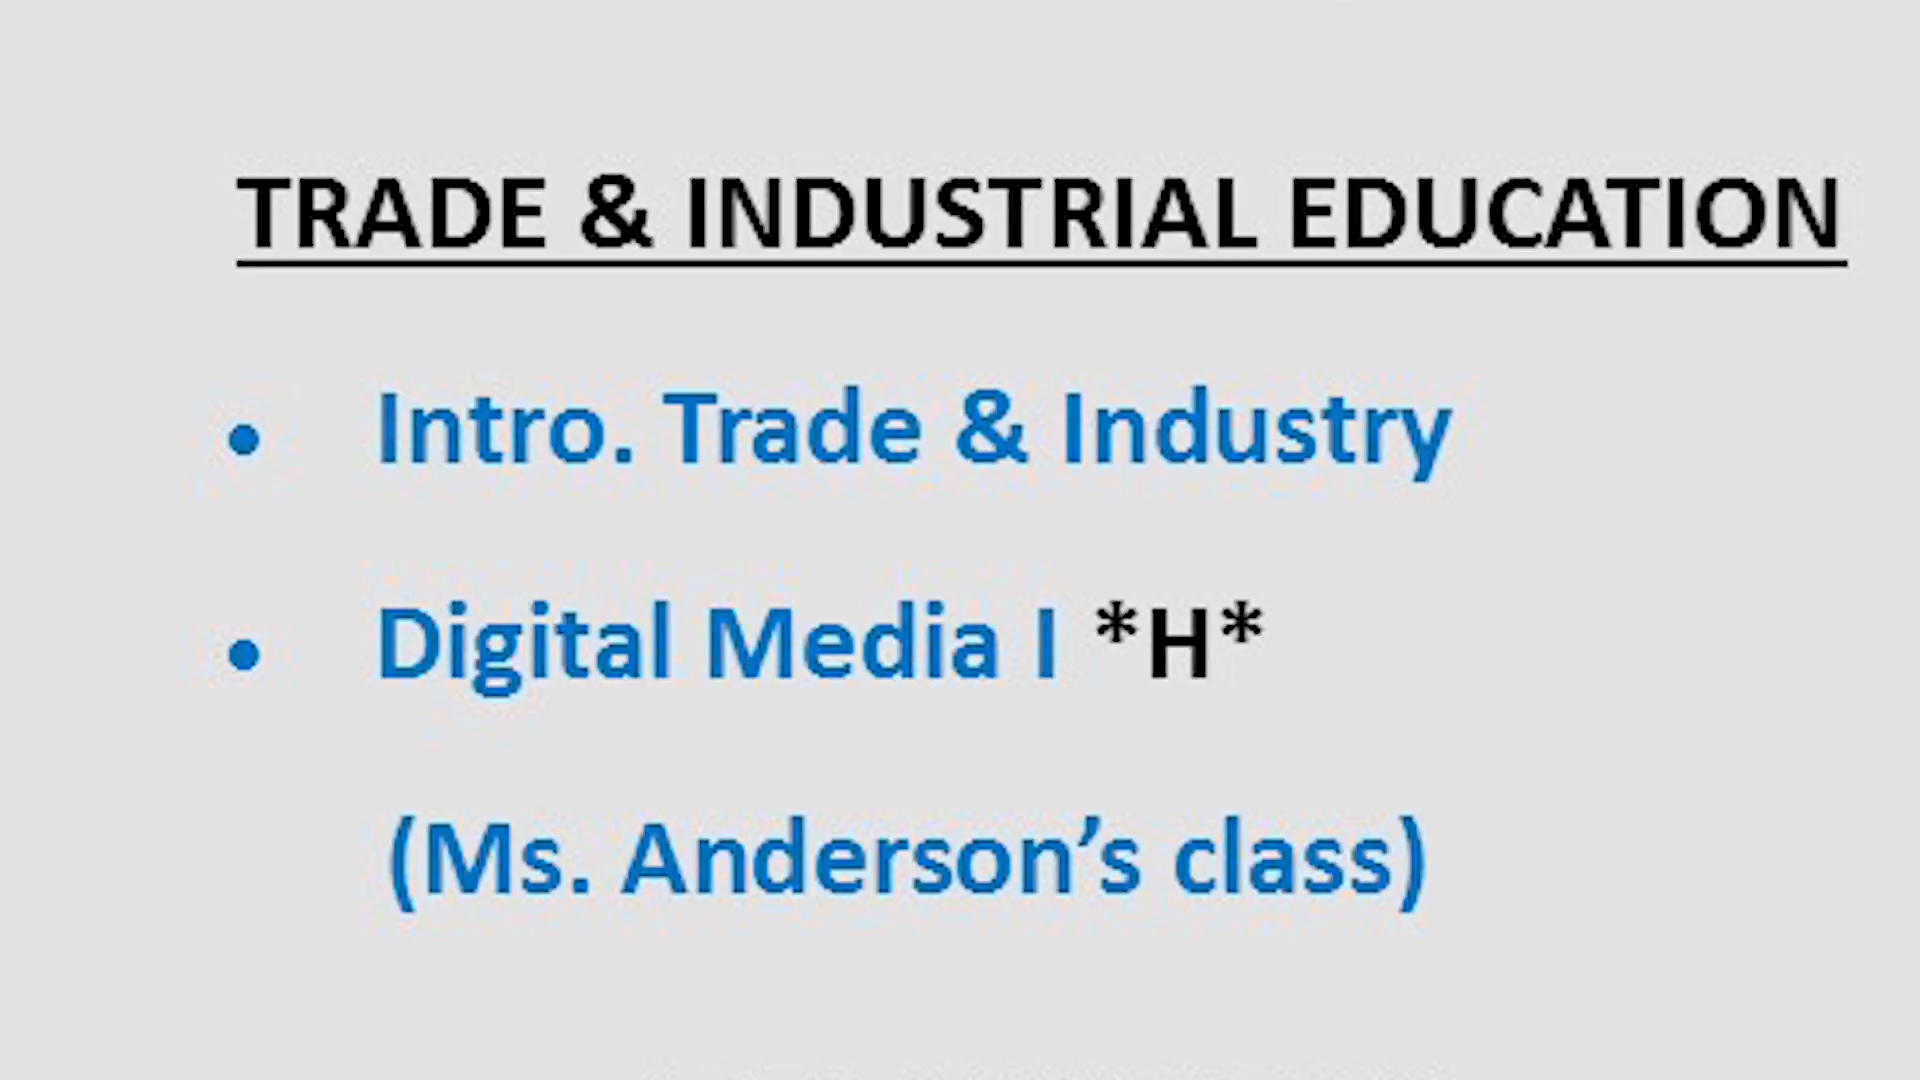 TRADE & INDUSTRIAL EDUCATION
• Intro. Trade & Industry
• Digital Media I *H*
(Ms. Anderson’s class)